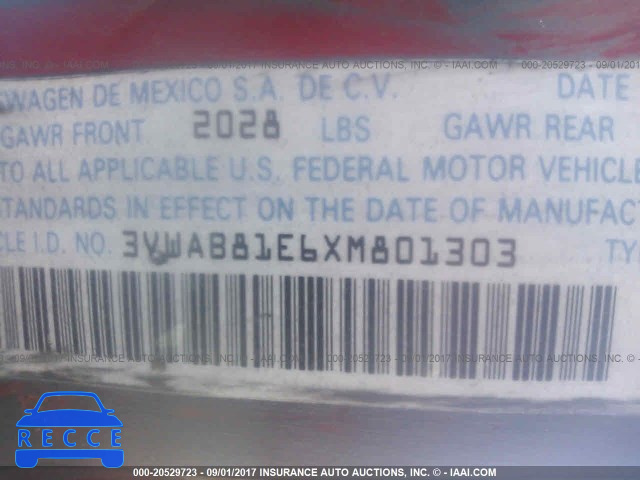 000-20529723 - 09/01/2017 INSURANCE AUTO AUCTIONS, INC. - © - IAAI.COM
WAGEN DE MEXICO S.A. DE C.V. DATE
GAWR FRONT 2028 LBS GAWR REAR
TO ALL APPLICABLE U.S. FEDERAL MOTOR VEHICLE
STANDARDS IN EFFECT ON THE DATE OF MANUFAC
CLE I.D. NO. 3VWABB81E6XM801303 TY
RECCE
000-20529723 - 09/01/2017 INSURANCE AUTO AUCTIONS, INC. - © - IAAI.COM